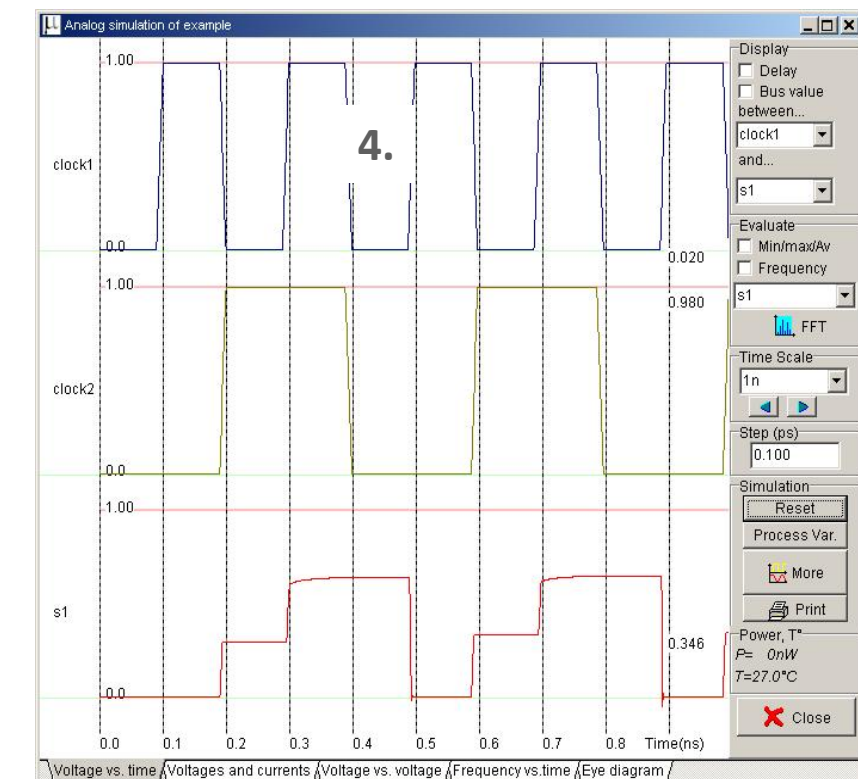 Analog simulation of example
1.00
4.
clock1
0.0
0.020
1.00
0.980
clock2
0.0
1.00
s1
0.346
0.0
0.0 0.1 0.2 0.3 0.4 0.5 0.6 0.7 0.8 Time(ns)
Voltage vs. time Voltages and currents Voltage vs. voltage Frequency vs.time Eye diagram
Display
Delay
Bus value
between...
clock1
and...
s1
Evaluate
Min/max/Av
Frequency
s1
FFT
Time Scale
1n
Step (ps)
0.100
Simulation
Reset
Process Var.
More
Print
Power, T°
P= 0nW
T=27.0°C
Close